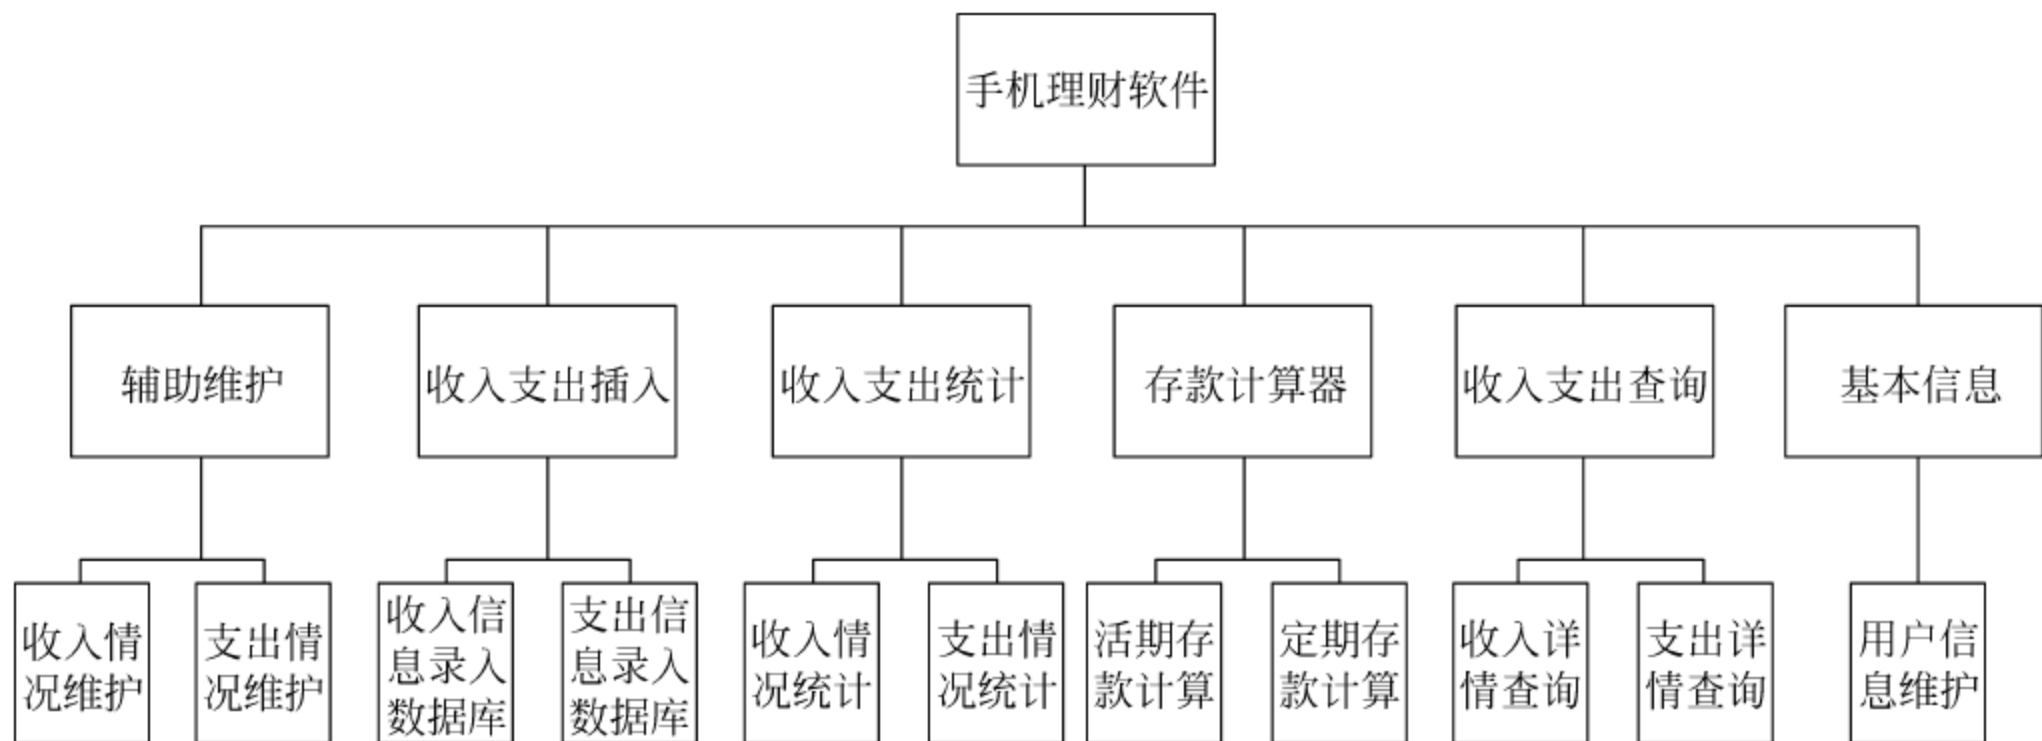 手机理财软件
辅助维护
收入支出插入
收入支出统计
存款计算器
收入支出查询
基本信息
收入情
况维护
支出情
况维护
收入信
息录入
数据库
支出信
息录入
数据库
收入情
况统计
支出情
况统计
活期存
款计算
定期存
款计算
收入详
情查询
支出详
情查询
用户信
息维护